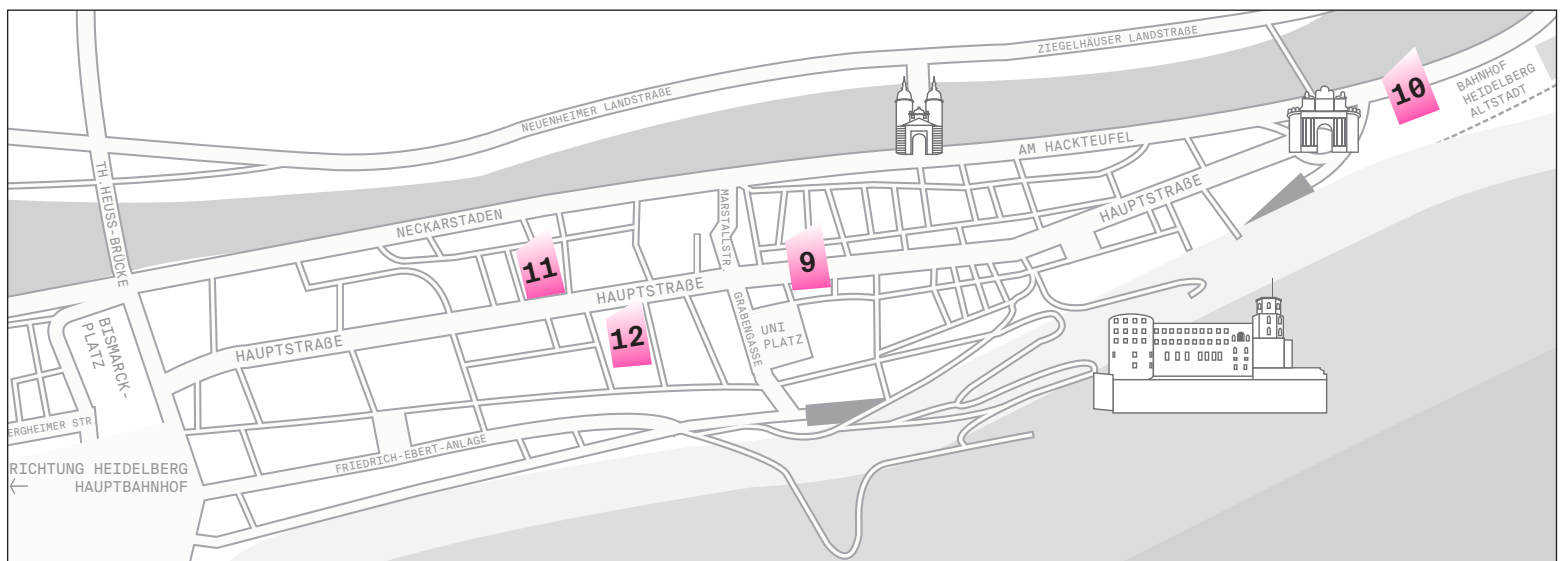 ZIEGELHÄUSER LANDSTRAßE
NEUENHEIMER LANDSTRAßE
10
BAHNHOF
HEIDELBERG
ALTSTADT
AM HACKTEUFEL
TH.HEUSS-BRÜCKE
NECKARSTADEN
MARSTALLSTR.
HAUPTSTRAßE
11
9
HAUPTSTRAßE
GRABENGASSE
UNI
PLATZ
12
BISMARCK-
PLATZ
HAUPTSTRAßE
ERGHEIMER STR.
FRIEDRICH-EBERT-ANLAGE
RICHTUNG HEIDELBERG
HAUPTBAHNHOF